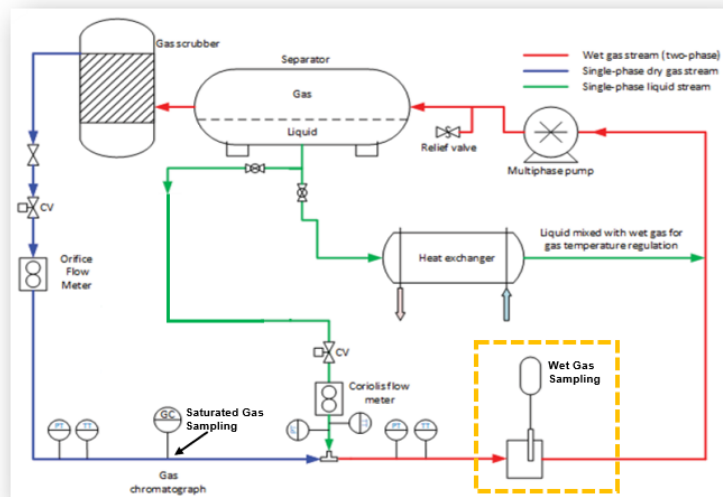 Gas scrubber
Separator
Gas
Liquid
Wet gas stream (two-phase)
Single-phase dry gas stream
Single-phase liquid stream
Relief valve
Multiphase pump
CV
Orifice
Flow
Meter
Heat exchanger
Liquid mixed with wet gas for
gas temperature regulation
CV
Coriolis flow
meter
Wet Gas
Sampling
PT
TT
GC
Saturated Gas
Sampling
PT
TT
Gas
chromatograph